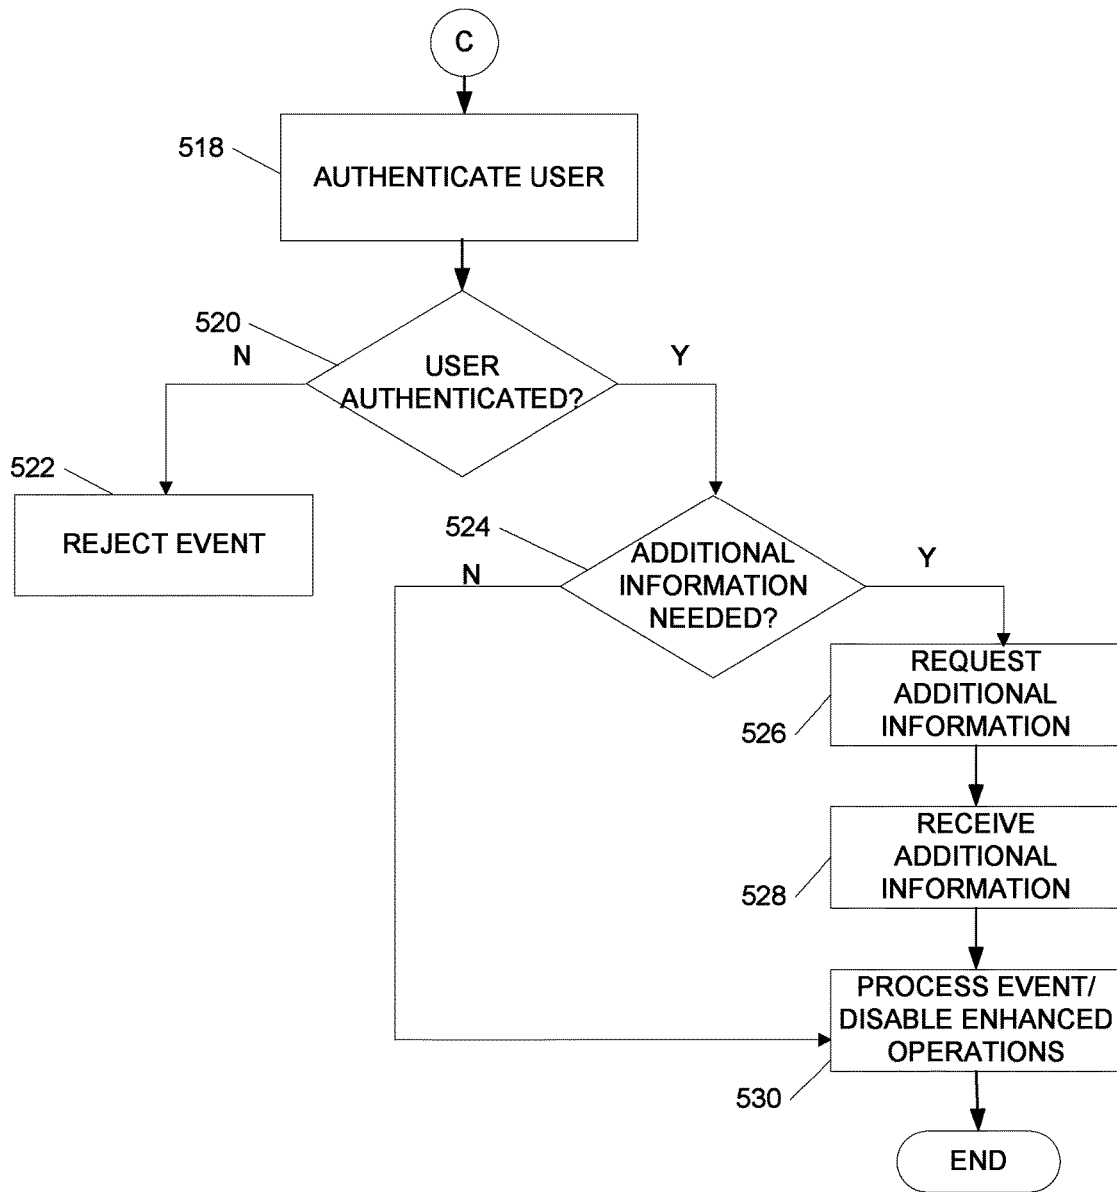 C
518
AUTHENTICATE USER
520
N
Y
USER
AUTHENTICATED?
522
REJECT EVENT
524
N
ADDITIONAL
INFORMATION
NEEDED?
Y
REQUEST
ADDITIONAL
INFORMATION
526
RECEIVE
ADDITIONAL
INFORMATION
528
PROCESS EVENT/
DISABLE ENHANCED
OPERATIONS
530
END